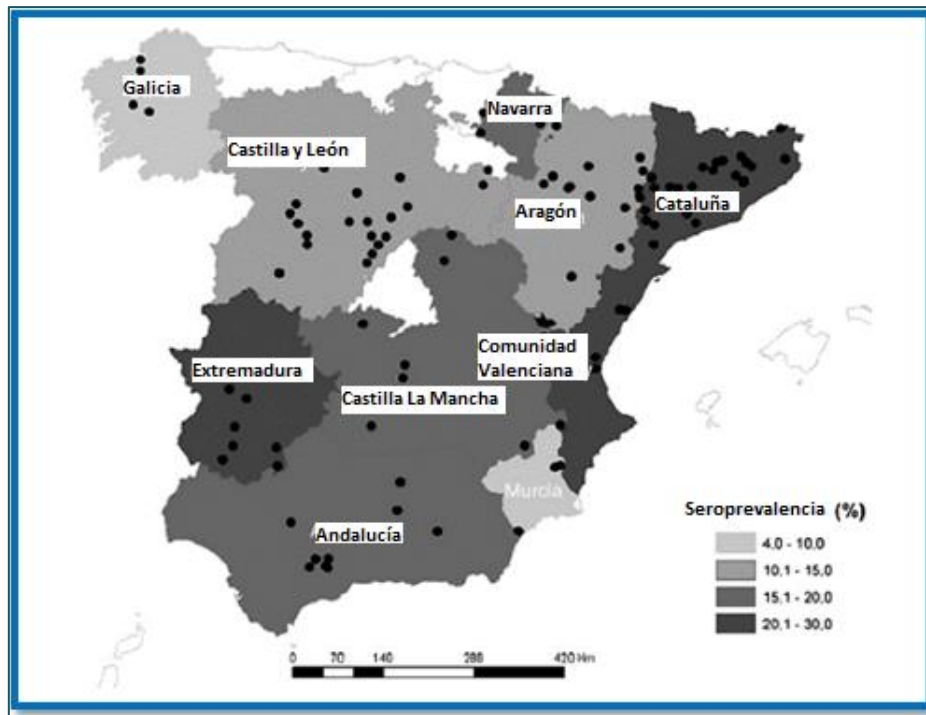 Galicia
Navarra
Castilla y León
Aragón
Cataluña
Comunidad
Valenciana
Extremadura
Castilla La Mancha
Murcia
Andalucía
Seroprevalencia (%)
4,0 - 10,0
10,1 - 15,0
15,1 - 20,0
20,1 - 30,0
0 70 140 286 420 Km